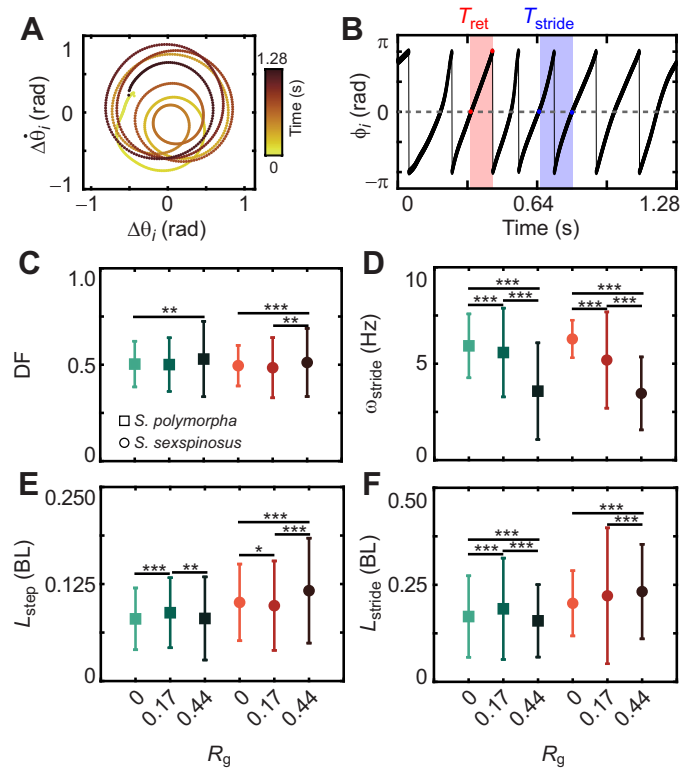 A
1
0
−1
Δθ̇i (rad)
−1
0
1
Δθi (rad)
1.28
0
Time (s)
B
Tret
Tstride
π
0
−π
ϕi (rad)
0
0.64
1.28
Time (s)
C
1.0
0.5
0
DF
**
***
**
S. polymorpha
S. sexspinosus
D
10
5
0
ωstride (Hz)
***
***
***
***
***
***
E
0.250
0.125
0
Lstep (BL)
***
**
***
***
*
0
0.17
0.44
0
0.17
0.44
Rg
F
0.50
0.25
0
Lstride (BL)
***
***
***
***
***
0
0.17
0.44
0
0.17
0.44
Rg